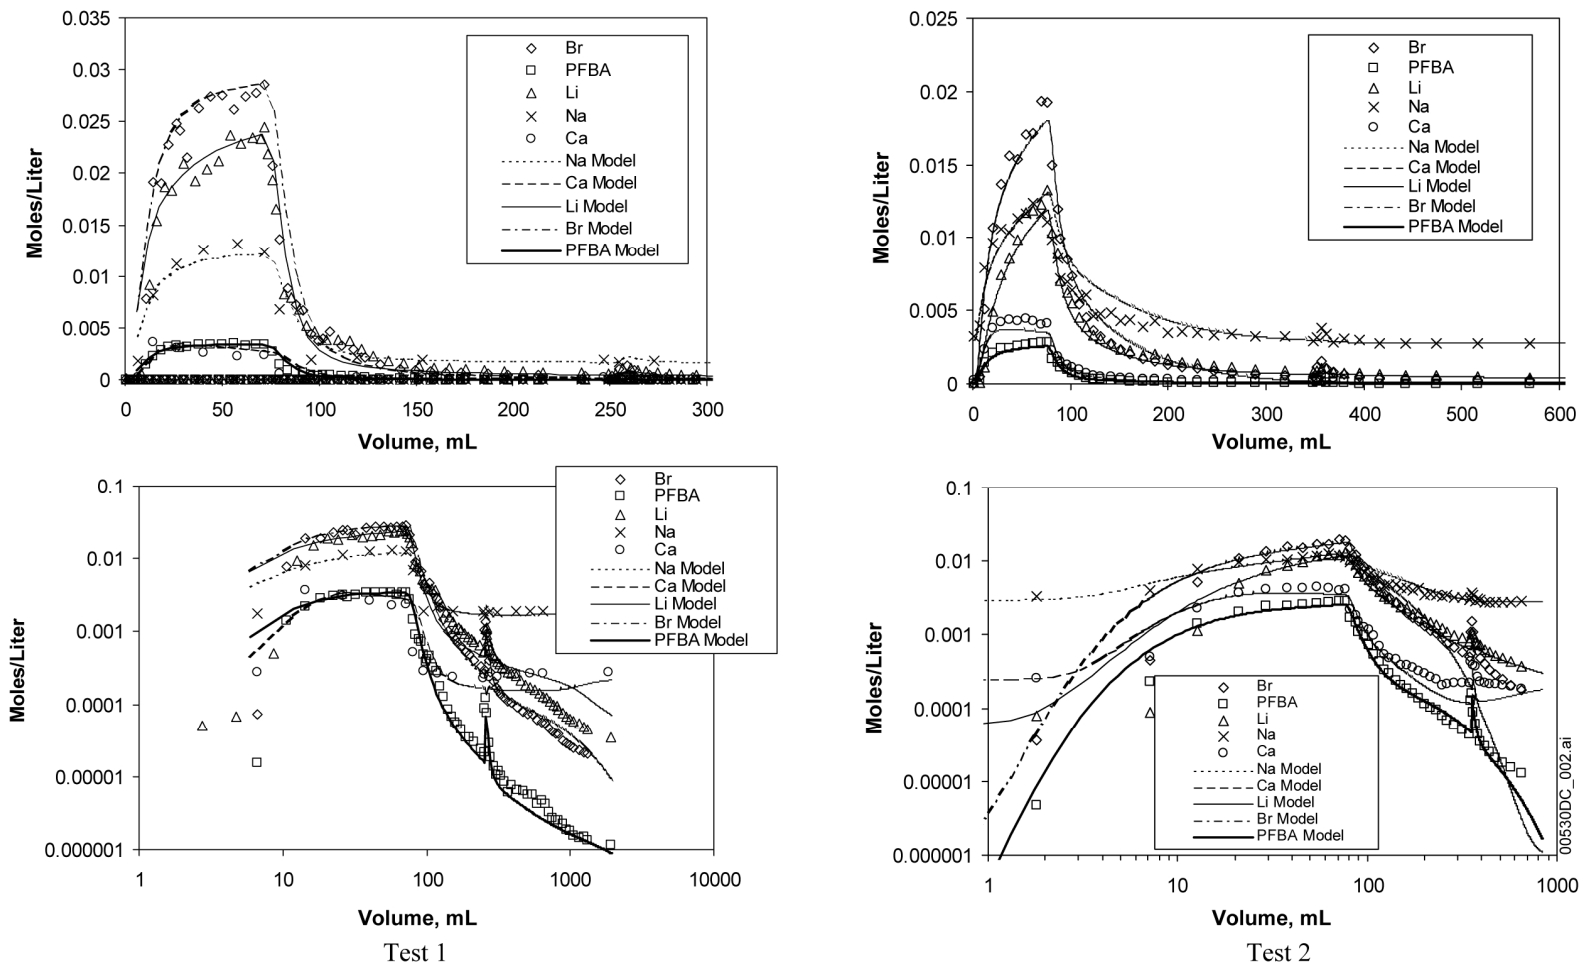 0.035
0.03
0.025
0.02
0.015
0.01
0.005
0
Moles/Liter
0 50 100 150 200 250 300
Volume, mL
Br
PFBA
Li
Na
Ca
Na Model
Ca Model
Li Model
Br Model
PFBA Model
0.025
0.02
0.015
0.01
0.005
0
Moles/Liter
0 100 200 300 400 500 600
Volume, mL
Br
PFBA
Li
Na
Ca
Na Model
Ca Model
Li Model
Br Model
PFBA Model
0.1
0.01
0.001
0.0001
0.00001
0.000001
Moles/Liter
1 10 100 1000 10000
Volume, mL
Br
PFBA
Li
Na
Ca
Na Model
Ca Model
Li Model
Br Model
PFBA Model
Test 1
0.1
0.01
0.001
0.0001
0.00001
0.000001
Moles/Liter
1 10 100 1000
Volume, mL
Br
PFBA
Li
Na
Ca
Na Model
Ca Model
Li Model
Br Model
PFBA Model
Test 2
00530DC_002.ai